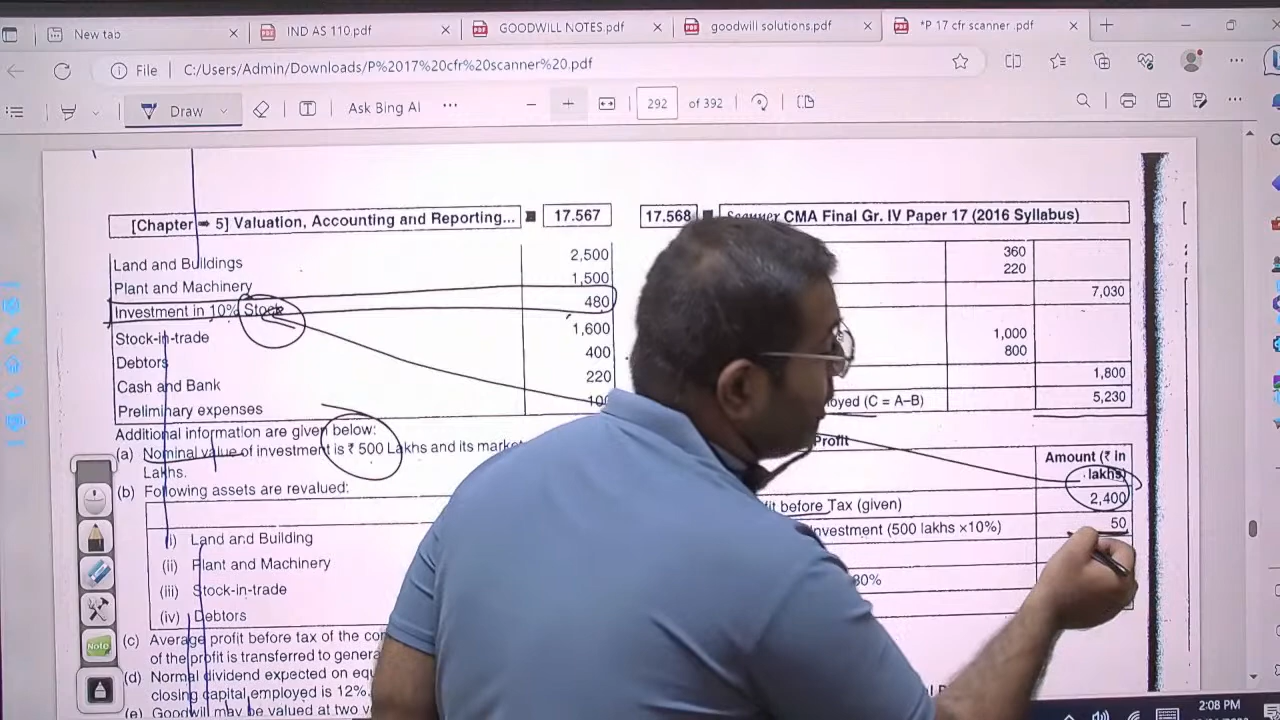 New tab
IND AS 110.pdf
GOODWILL NOTES.pdf
goodwill solutions.pdf
*P 17 cfr scanner .pdf
File | C:/Users/Admin/Downloads/P%2017%20cfr%20scanner%20.pdf
Draw
Ask Bing AI
292 of 392
[Chapter ➡ 5] Valuation, Accounting and Reporting... ■ 17.567
17.568 ■ Scanner CMA Final Gr. IV Paper 17 (2016 Syllabus)
Land and Buildings 2,500
Plant and Machinery 1,500
Investment in 10% Stock 480
Stock-in-trade 1,600
Debtors 400
Cash and Bank 220
Preliminary expenses 100
Additional information are given below:
(a) Nominal value of investment is ₹ 500 Lakhs and its market
Lakhs.
(b) Following assets are revalued:
(i) Land and Building
(ii) Plant and Machinery
(iii) Stock-in-trade
(iv) Debtors
(c) Average profit before tax of the
of the profit is transferred to
(d) Normal dividend expected on
closing capital employed is 12%.
(e) Goodwill may be valued at two
360
220
7,030
1,000
800
1,800
(C = A–B) 5,230
Profit
Amount (₹ in
lakhs)
before Tax (given) 2,400
(500 lakhs ×10%) 50
30%
Note
2:08 PM